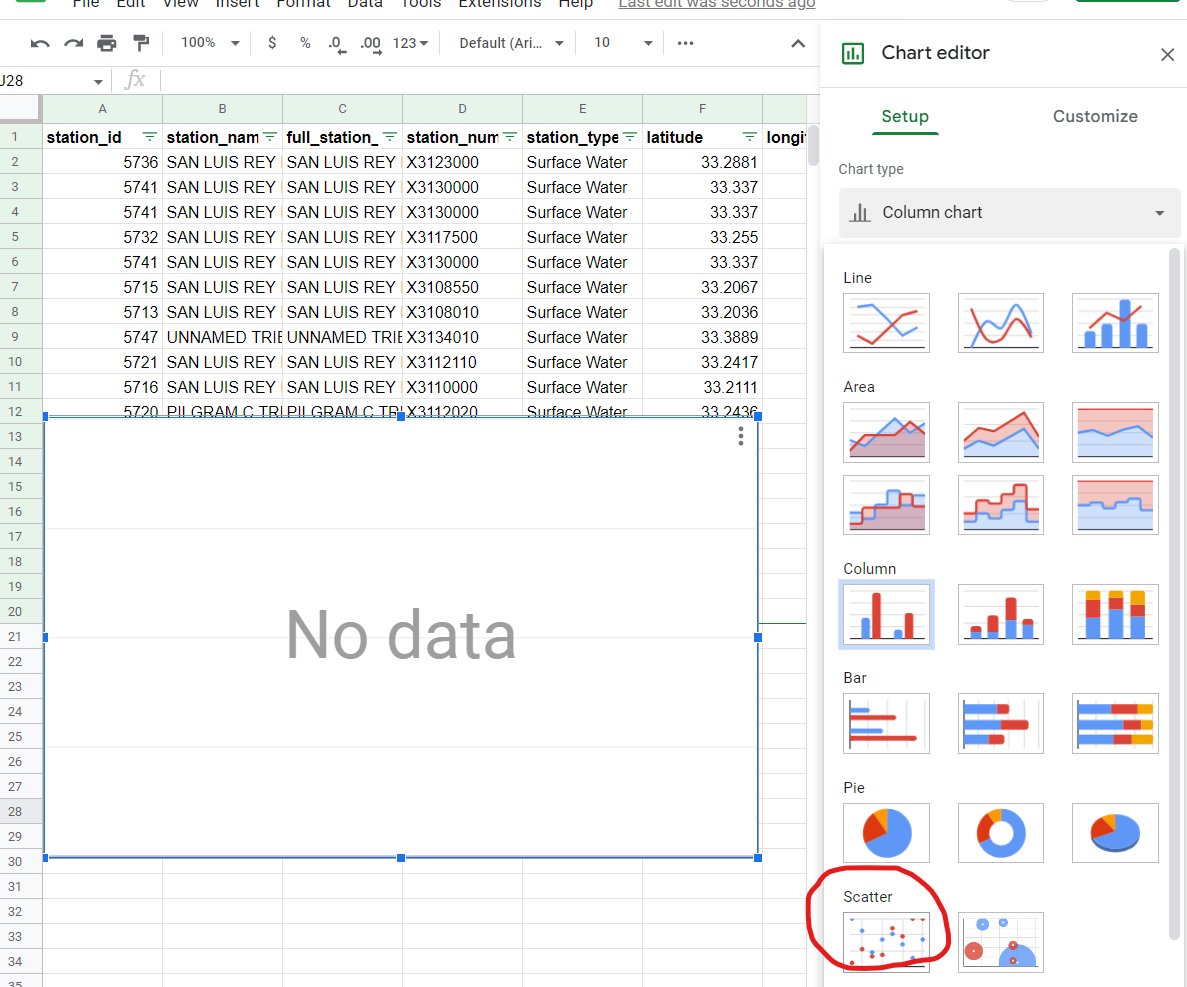 File Edit View Insert Format Data Tools Extensions Help Last edit was seconds ago
100% $ % .0 .00 123 Default (Ari... 10
J28 fx
Chart editor
Setup Customize
Chart type
Column chart
A B C D E F
1 station_id station_nam full_station_ station_num station_type latitude longit
2 5736 SAN LUIS REY SAN LUIS REY X3123000 Surface Water 33.2881
3 5741 SAN LUIS REY SAN LUIS REY X3130000 Surface Water 33.337
4 5741 SAN LUIS REY SAN LUIS REY X3130000 Surface Water 33.337
5 5732 SAN LUIS REY SAN LUIS REY X3117500 Surface Water 33.255
6 5741 SAN LUIS REY SAN LUIS REY X3130000 Surface Water 33.337
7 5715 SAN LUIS REY SAN LUIS REY X3108550 Surface Water 33.2067
8 5713 SAN LUIS REY SAN LUIS REY X3108010 Surface Water 33.2036
9 5747 UNNAMED TRIE UNNAMED TRIE X3134010 Surface Water 33.3889
10 5721 SAN LUIS REY SAN LUIS REY X3112110 Surface Water 33.2417
11 5716 SAN LUIS REY SAN LUIS REY X3110000 Surface Water 33.2111
12 5720 PILGRAM C TRI PILGRAM C TRI X3112020 Surface Water 33.2436
13
14
15
16
17
18
19
20
21
22
23
24
25
26
27
28
29
30
31
32
33
34
35
No data
Line
Area
Column
Bar
Pie
Scatter